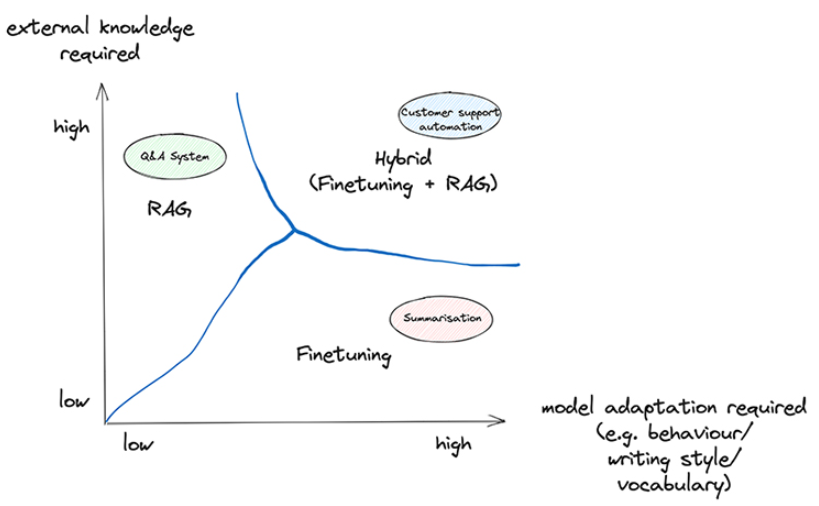 external knowledge
required
high
Customer support
automation
Q&A System
Hybrid
(Finetuning + RAG)
RAG
Summarisation
Finetuning
low
low
high
model adaptation required
(e.g. behaviour/
writing style/
vocabulary)